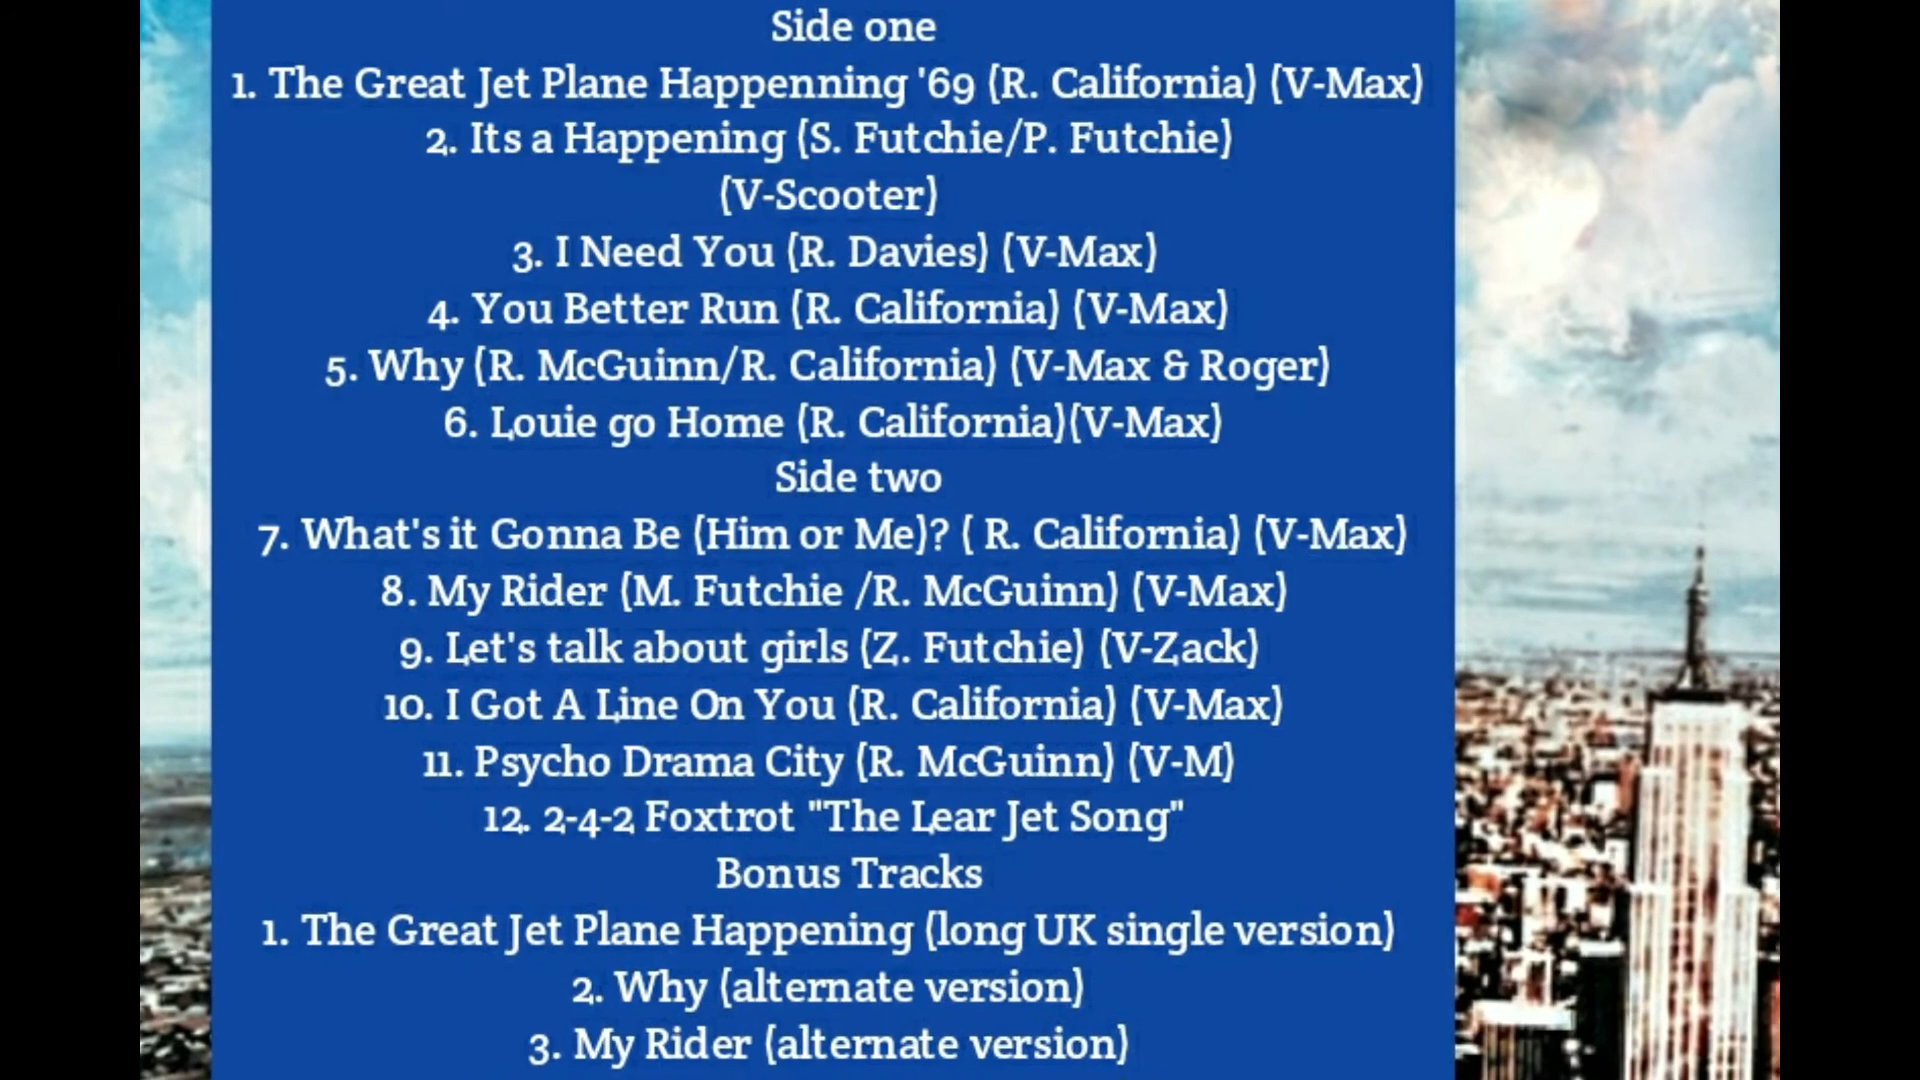 Side one
1. The Great Jet Plane Happenning '69 (R. California) (V-Max)
2. Its a Happening (S. Futchie/P. Futchie)
(V-Scooter)
3. I Need You (R. Davies) (V-Max)
4. You Better Run (R. California) (V-Max)
5. Why (R. McGuinn/R. California) (V-Max & Roger)
6. Louie go Home (R. California)(V-Max)
Side two
7. What's it Gonna Be (Him or Me)? ( R. California) (V-Max)
8. My Rider (M. Futchie /R. McGuinn) (V-Max)
9. Let's talk about girls (Z. Futchie) (V-Zack)
10. I Got A Line On You (R. California) (V-Max)
11. Psycho Drama City (R. McGuinn) (V-M)
12. 2-4-2 Foxtrot "The Lear Jet Song"
Bonus Tracks
1. The Great Jet Plane Happening (long UK single version)
2. Why (alternate version)
3. My Rider (alternate version)